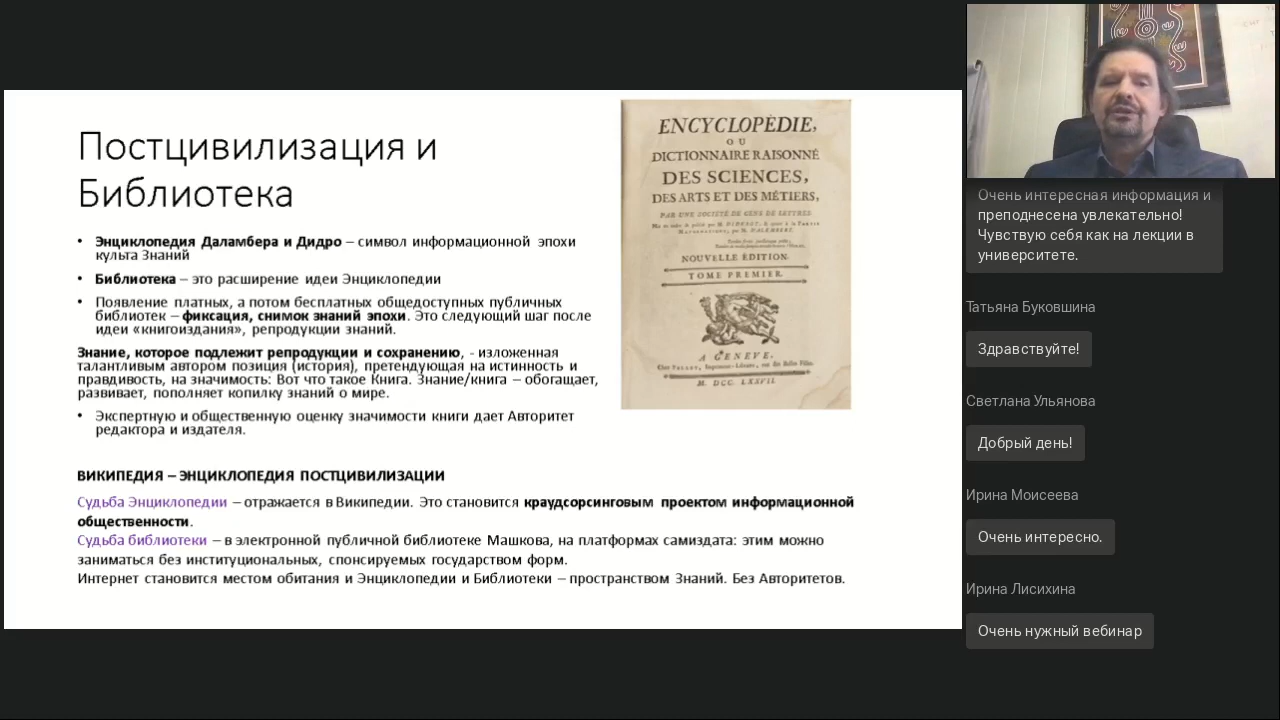 Постцивилизация и
Библиотека
• Энциклопедия Даламбера и Дидро – символ информационной эпохи
культа Знаний
• Библиотека – это расширение идеи Энциклопедии
• Появление платных, а потом бесплатных общедоступных публичных
библиотек – фиксация, снимок знаний эпохи. Это следующий шаг после
идеи «книгоиздания», репродукции знаний.
Знание, которое подлежит репродукции и сохранению, - изложенная
талантливым автором позиция (история), претендующая на истинность и
правдивость, на значимость: Вот что такое Книга. Знание/книга – обогащает,
развивает, пополняет копилку знаний о мире.
• Экспертную и общественную оценку значимости книги дает Авторитет
редактора и издателя.
ВИКИПЕДИЯ – ЭНЦИКЛОПЕДИЯ ПОСТЦИВИЛИЗАЦИИ
Судьба Энциклопедии – отражается в Википедии. Это становится краудсорсинговым проектом информационной
общественности.
Судьба библиотеки – в электронной публичной библиотеке Машкова, на платформах самиздата: этим можно
заниматься без институциональных, спонсируемых государством форм.
Интернет становится местом обитания и Энциклопедии и Библиотеки – пространством Знаний. Без Авторитетов.
ENCYCLOPÉDIE,
OU
DICTIONNAIRE RAISONNÉ
DES SCIENCES,
DES ARTS ET DES MÉTIERS,
PAR UNE SOCIÉTÉ DE GENS DE LETTRES.
NOUVELLE ÉDITION.
TOME PREMIER.
A GENEVE,
M. DCC. LXXVII.
Очень интересная информация и
преподнесена увлекательно!
Чувствую себя как на лекции в
университете.
Татьяна Буковшина
Здравствуйте!
Светлана Ульянова
Добрый день!
Ирина Моисеева
Очень интересно.
Ирина Лисихина
Очень нужный вебинар